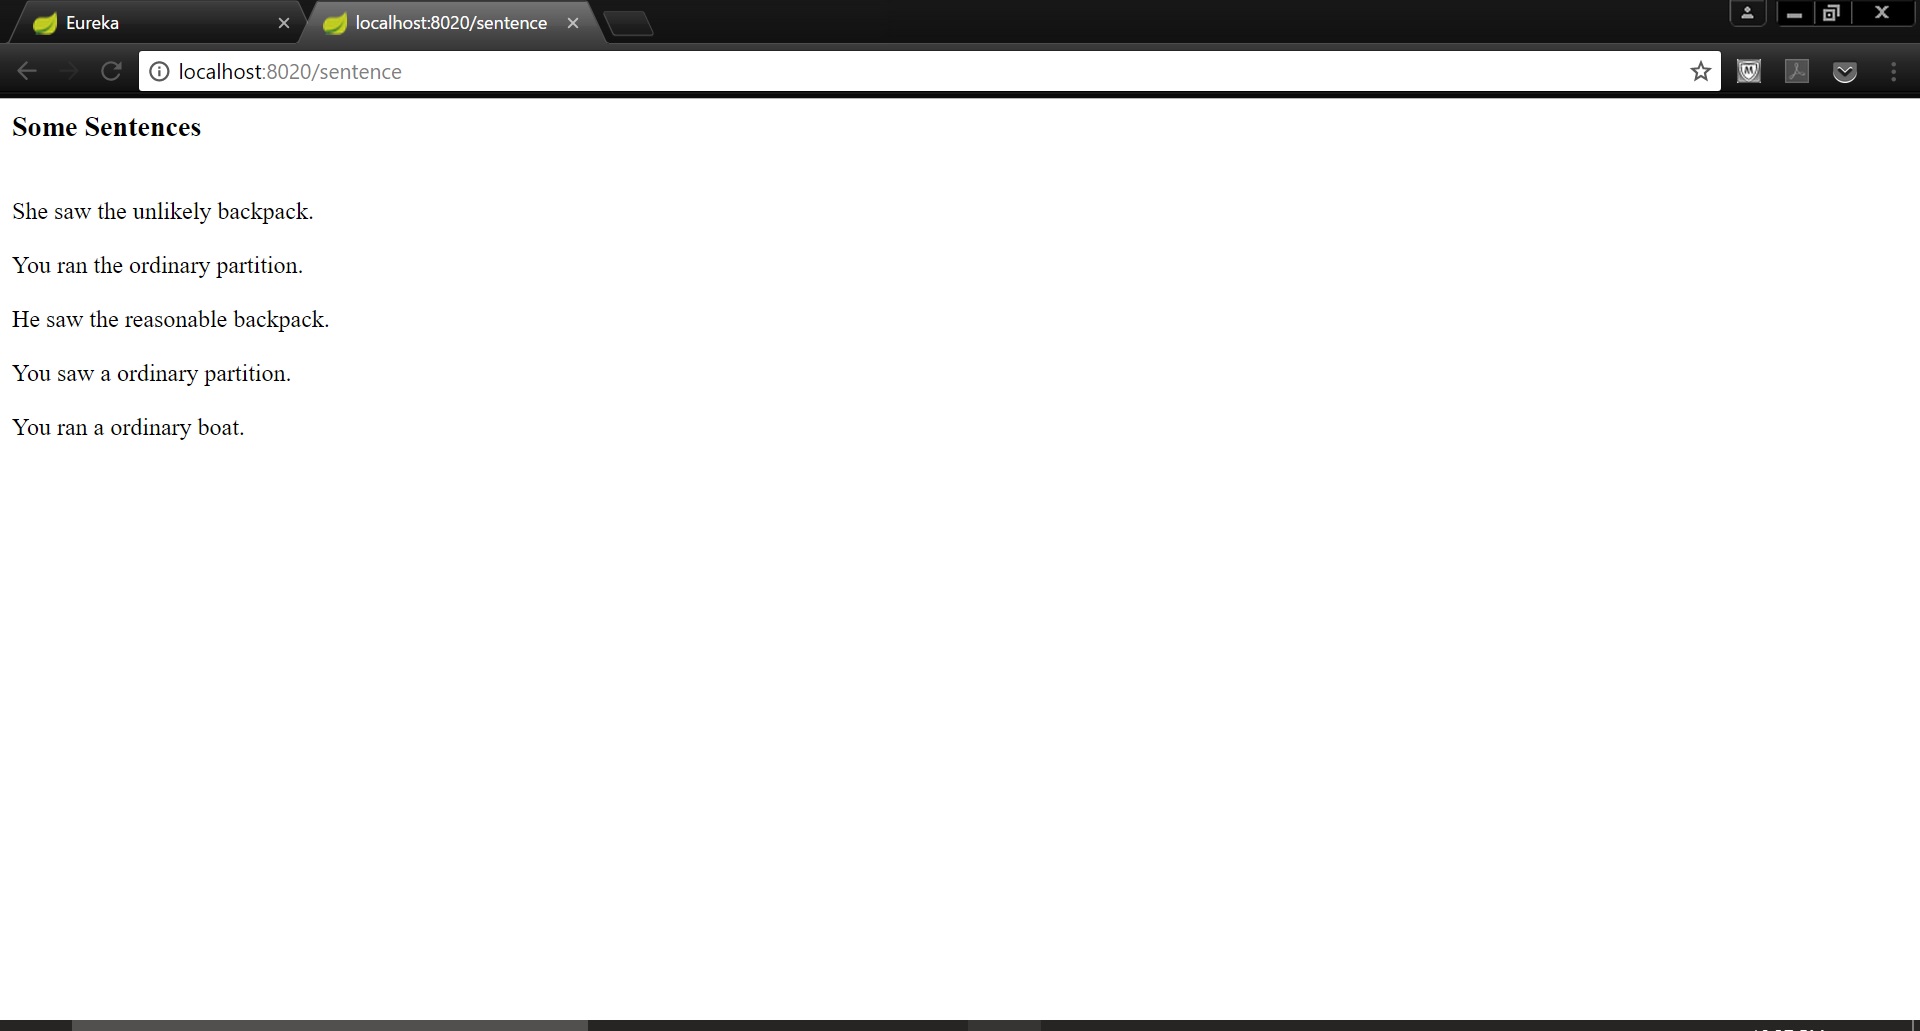 Eureka
localhost:8020/sentence
localhost:8020/sentence
Some Sentences
She saw the unlikely backpack.
You ran the ordinary partition.
He saw the reasonable backpack.
You saw a ordinary partition.
You ran a ordinary boat.